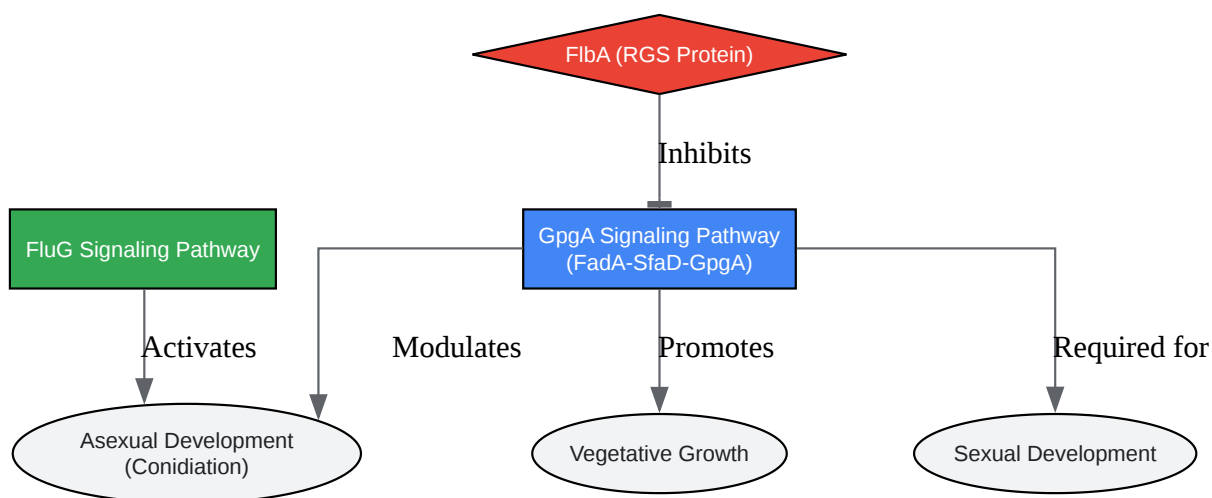 FlbA (RGS Protein)
Inhibits
FluG Signaling Pathway
GpgA Signaling Pathway
(FadA-SfaD-GpgA)
Activates
Modulates
Promotes
Required for
Asexual Development
(Conidiation)
Vegetative Growth
Sexual Development